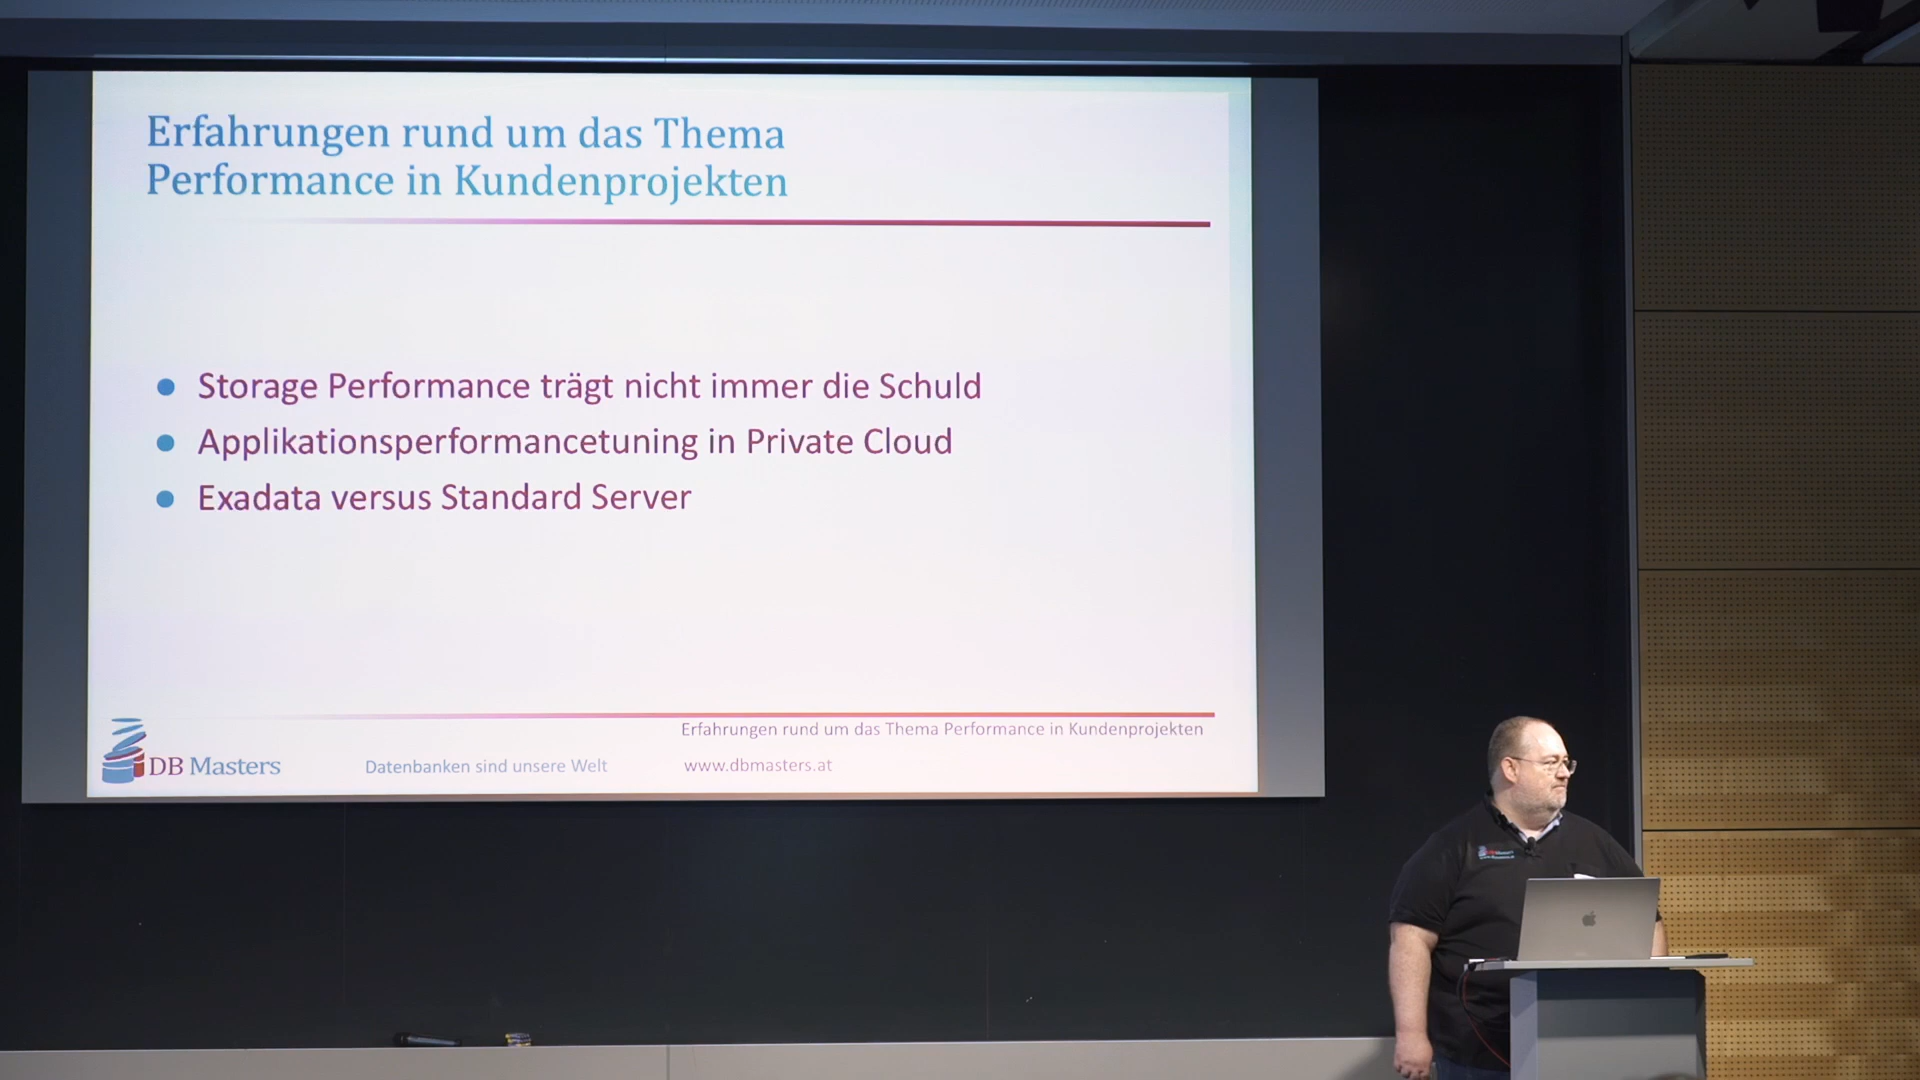 Erfahrungen rund um das Thema
Performance in Kundenprojekten
Storage Performance trägt nicht immer die Schuld
Applikationsperformancetuning in Private Cloud
Exadata versus Standard Server
Erfahrungen rund um das Thema Performance in Kundenprojekten
DB Masters
Datenbanken sind unsere Welt
www.dbmasters.at